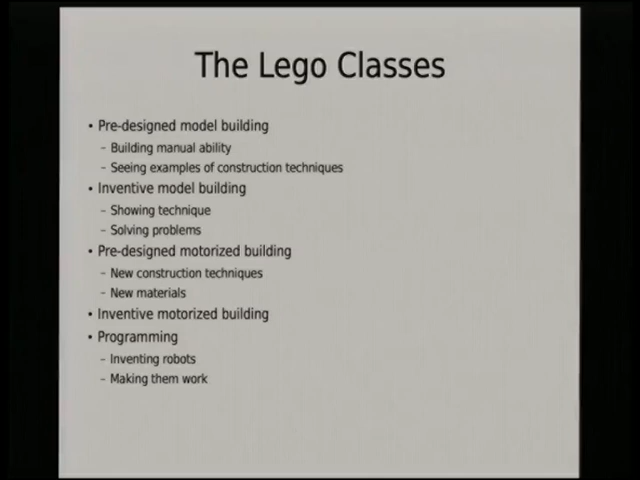 The Lego Classes
• Pre-designed model building
– Building manual ability
– Seeing examples of construction techniques
• Inventive model building
– Showing technique
– Solving problems
• Pre-designed motorized building
– New construction techniques
– New materials
• Inventive motorized building
• Programming
– Inventing robots
– Making them work